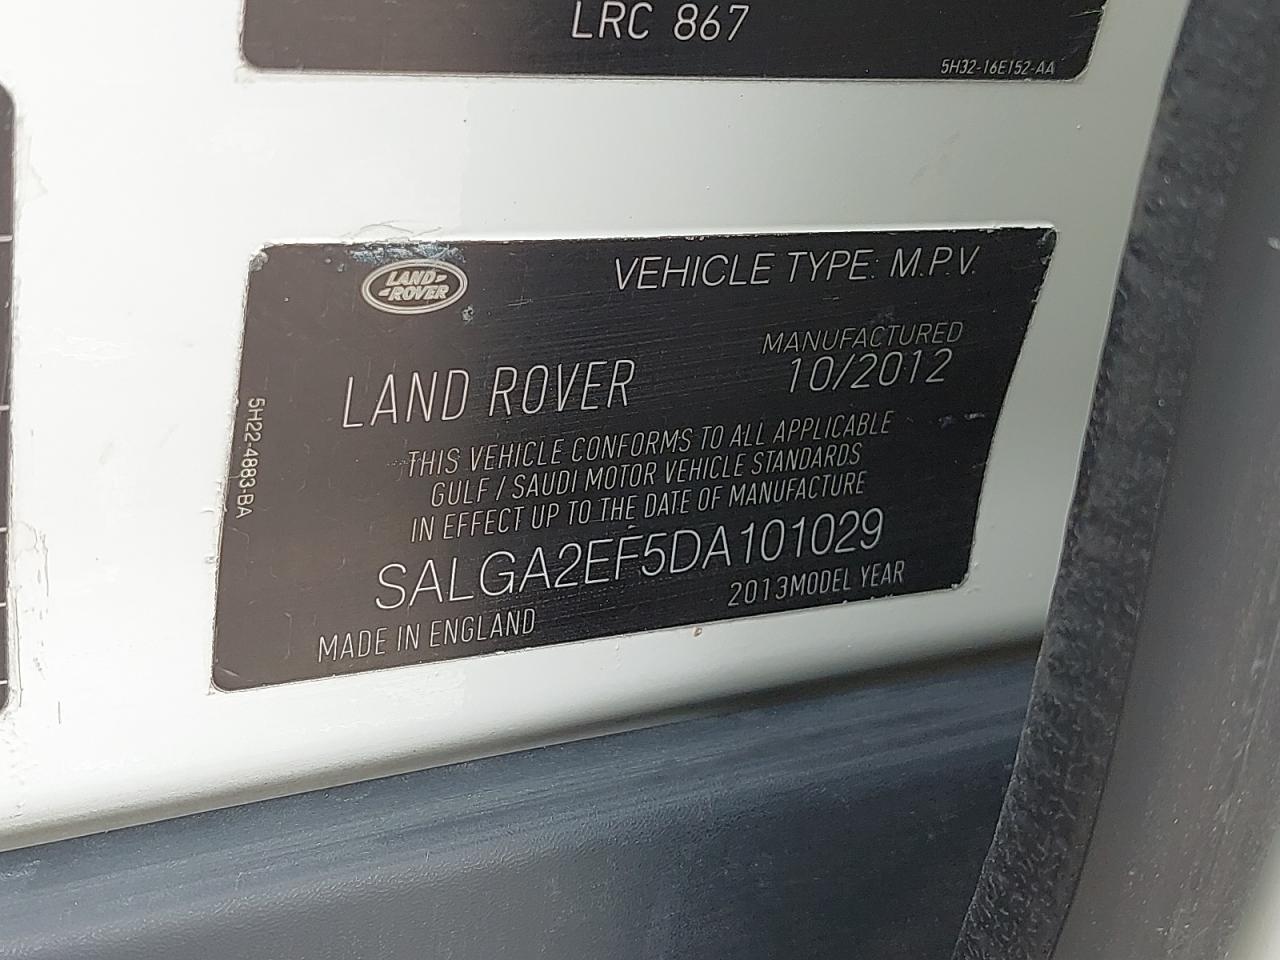 LRC 867
5H32-16E152-AA
LAND-
-ROVER
VEHICLE TYPE: M.P.V.
MANUFACTURED
10/2012
LAND ROVER
5H22-4883-BA
THIS VEHICLE CONFORMS TO ALL APPLICABLE
GULF / SAUDI MOTOR VEHICLE STANDARDS
IN EFFECT UP TO THE DATE OF MANUFACTURE
SALGA2EF5DA101029
2013MODEL YEAR
MADE IN ENGLAND